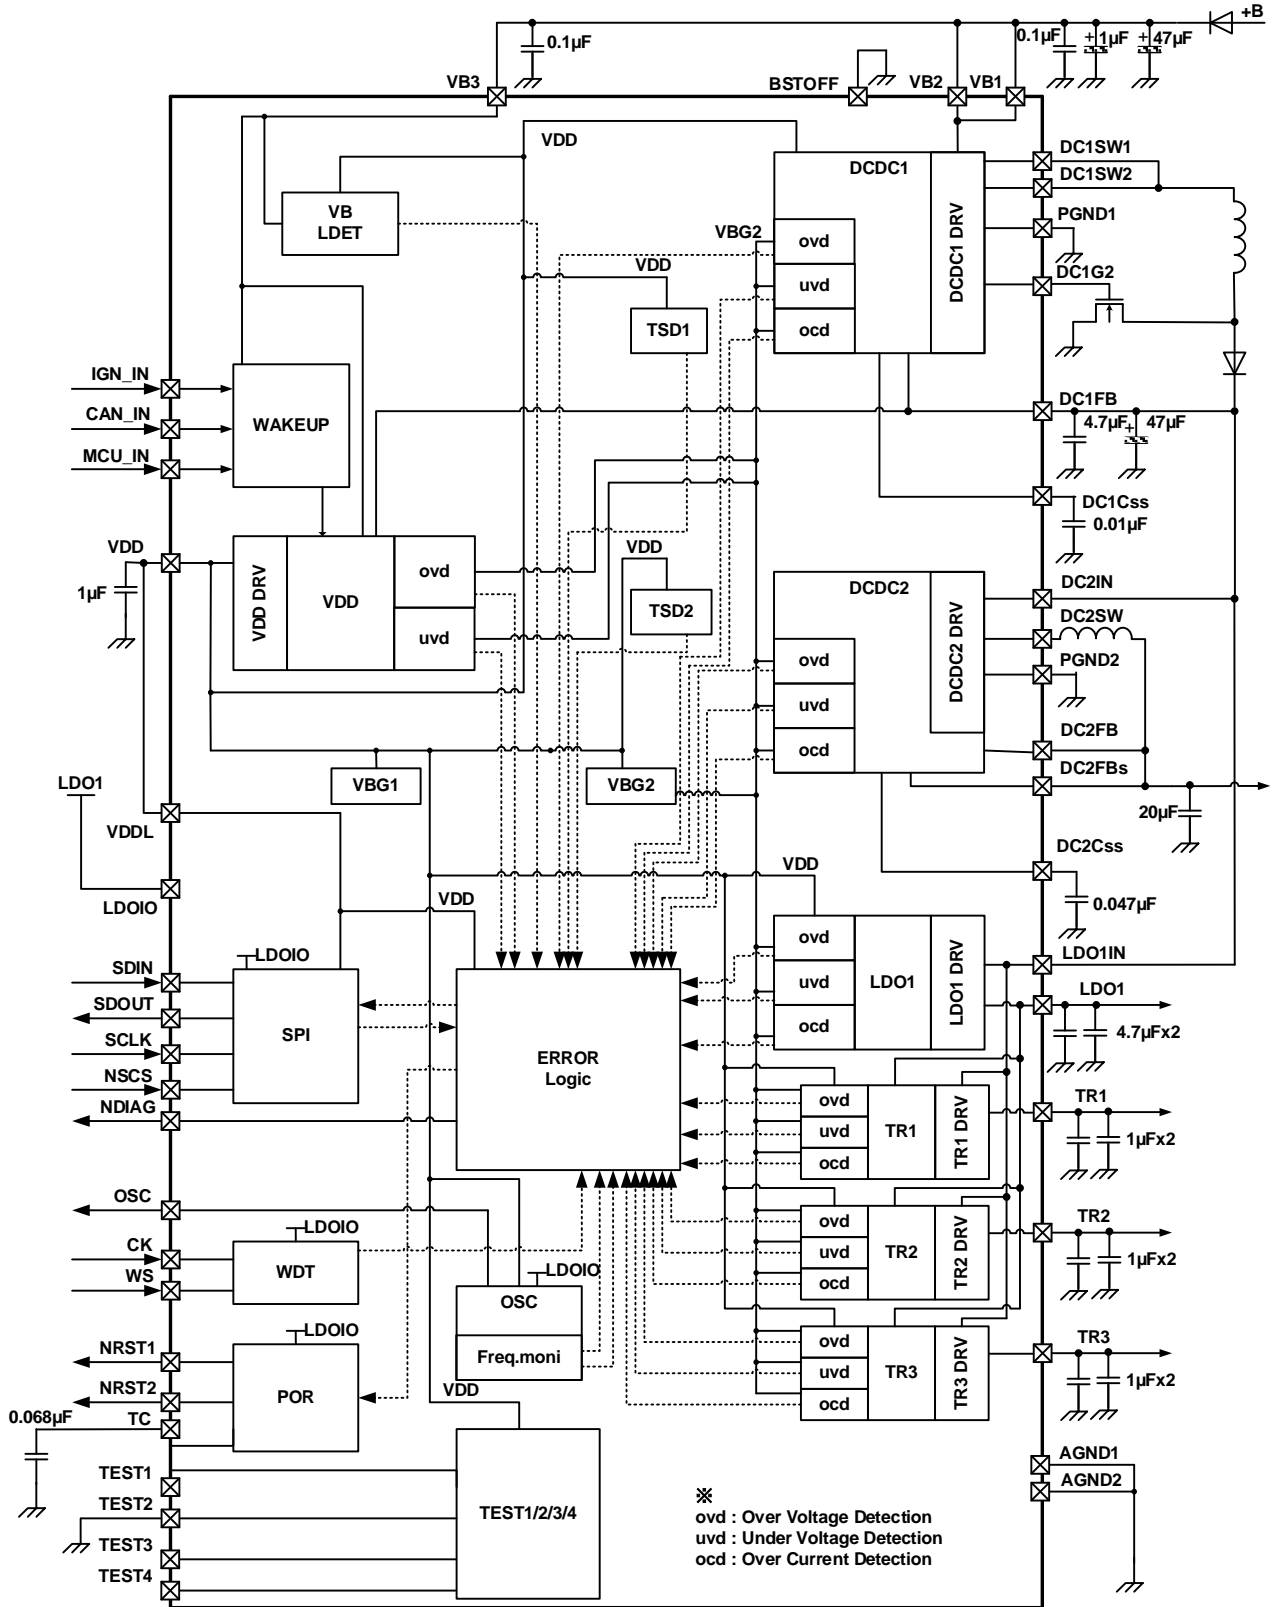 +B
0.1µF
0.1µF
1µF
47µF
VB3
BSTOFF
VB2
VB1
VDD
DCDC1
DCDC1 DRV
DC1SW1
DC1SW2
VB
LDET
VBG2
ovd
uvd
ocd
PGND1
VDD
DC1G2
TSD1
IGN_IN
CAN_IN
MCU_IN
WAKEUP
DC1FB
4.7µF
47µF
DC1Css
0.01µF
VDD
1µF
VDD DRV
VDD
ovd
uvd
VDD
TSD2
DCDC2
DCDC2 DRV
ovd
uvd
ocd
DC2IN
DC2SW
PGND2
DC2FB
DC2FBs
20µF
VBG1
VBG2
LDO1
VDDL
LDOIO
DC2Css
0.047µF
VDD
VDD
LDOIO
SDIN
SDOUT
SCLK
NSCS
NDIAG
SPI
ERROR
Logic
ovd
uvd
ocd
LDO1
LDO1 DRV
LDO1IN
LDO1
4.7µFx2
ovd
uvd
ocd
TR1
TR1 DRV
TR1
1µFx2
OSC
CK
WS
LDOIO
WDT
LDOIO
OSC
Freq.moni
ovd
uvd
ocd
TR2
TR2 DRV
TR2
1µFx2
NRST1
NRST2
TC
0.068µF
LDOIO
POR
VDD
ovd
uvd
ocd
TR3
TR3 DRV
TR3
1µFx2
TEST1
TEST2
TEST3
TEST4
TEST1/2/3/4
AGND1
AGND2
※
ovd : Over Voltage Detection
uvd : Under Voltage Detection
ocd : Over Current Detection